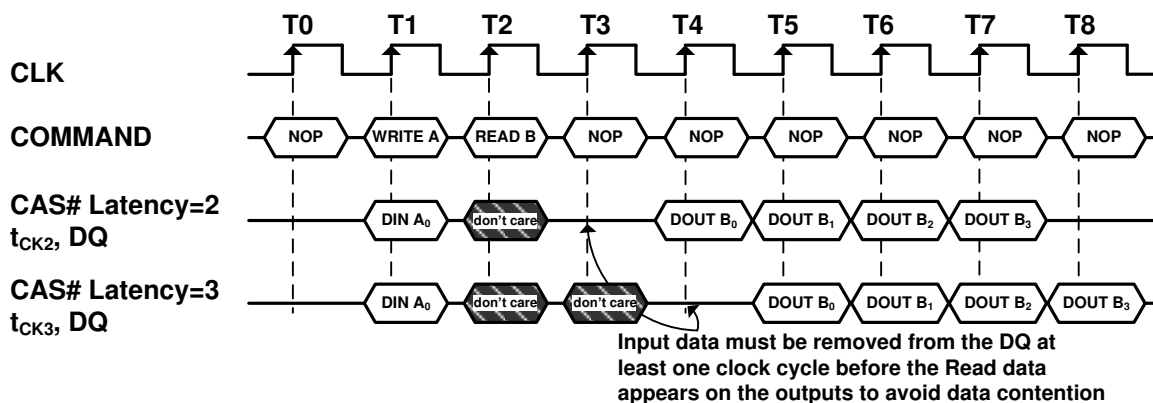 T0 T1 T2 T3 T4 T5 T6 T7 T8
CLK
COMMAND NOP WRITE A READ B NOP NOP NOP NOP NOP NOP
CAS# Latency=2
tCK2, DQ DIN A0 don't care DOUT B0 DOUT B1 DOUT B2 DOUT B3
CAS# Latency=3
tCK3, DQ DIN A0 don't care don't care DOUT B0 DOUT B1 DOUT B2 DOUT B3
Input data must be removed from the DQ at
least one clock cycle before the Read data
appears on the outputs to avoid data contention